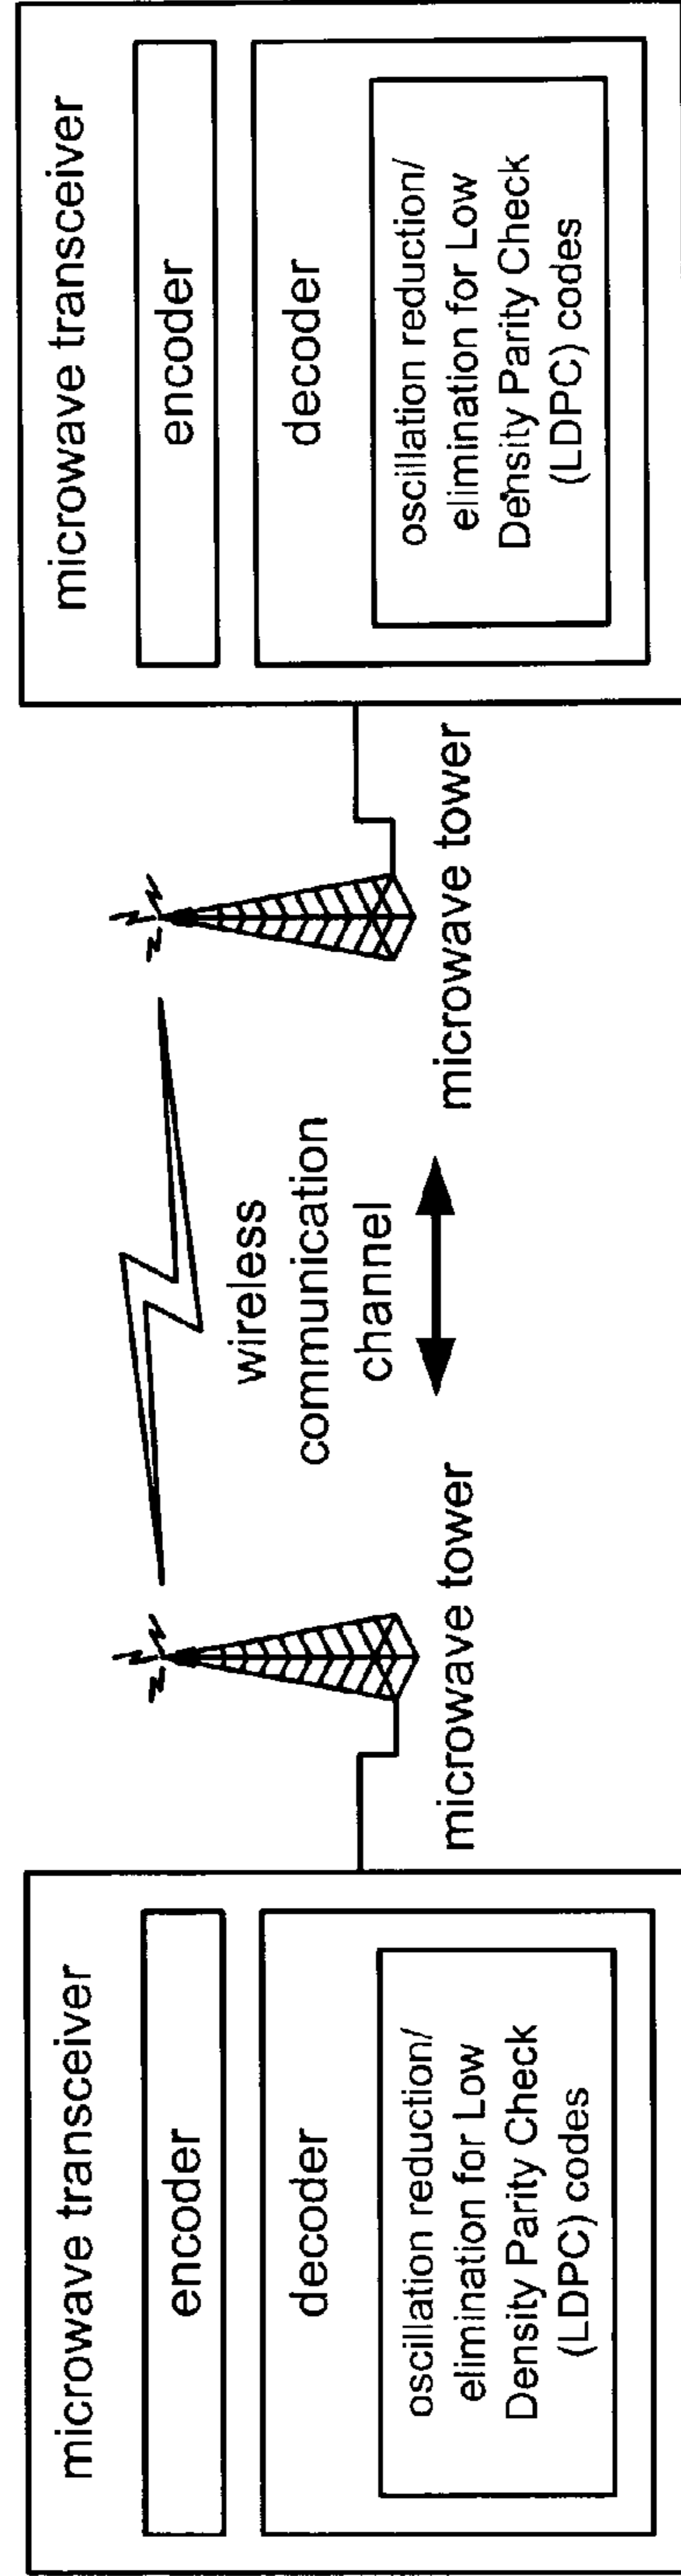 microwave transceiver
encoder
decoder
oscillation reduction/
elimination for Low
Density Parity Check
(LDPC) codes
microwave tower
wireless
communication
channel
microwave tower
microwave transceiver
encoder
decoder
oscillation reduction/
elimination for Low
Density Parity Check
(LDPC) codes